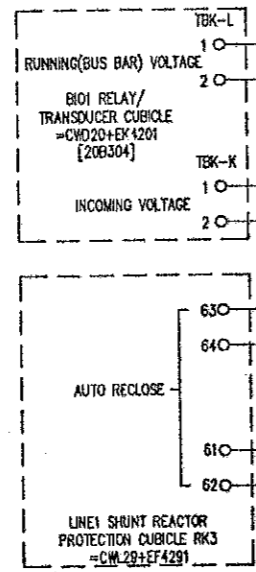 TBK-L
1
RUNNING(BUS BAR) VOLTAGE
2
BIO1 RELAY/
TRANSDUCER CUBICLE
=CWD20+EK4201
[20B304]
TBK-K
1
INCOMING VOLTAGE
2
63
64
AUTO RECLOSE
61
62
LINE1 SHUNT REACTOR
PROTECTION CUBICLE RK3
=CWL29+EF4291